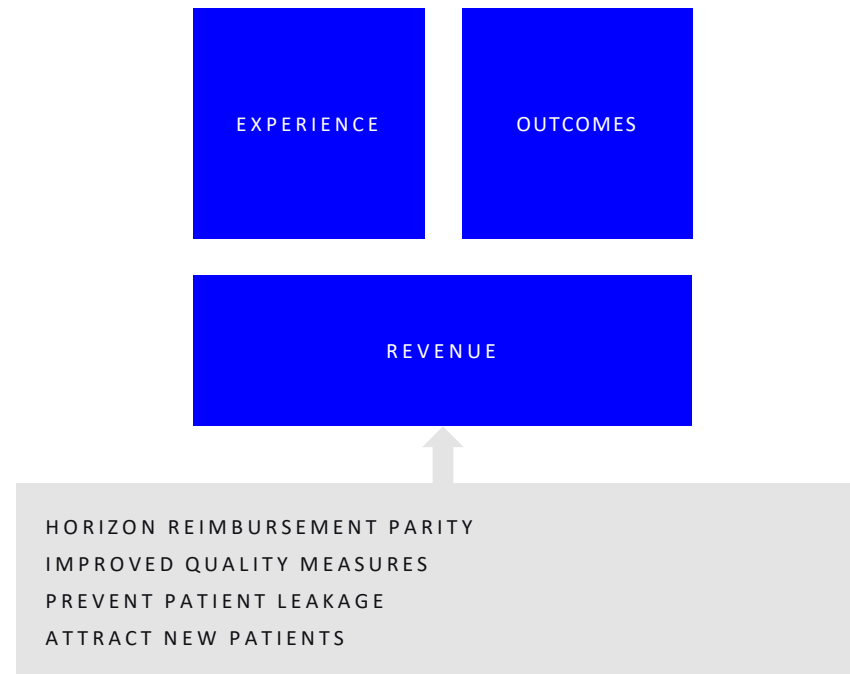 EXPERIENCE
OUTCOMES
REVENUE
HORIZON REIMBURSEMENT PARITY
IMPROVED QUALITY MEASURES
PREVENT PATIENT LEAKAGE
ATTRACT NEW PATIENTS